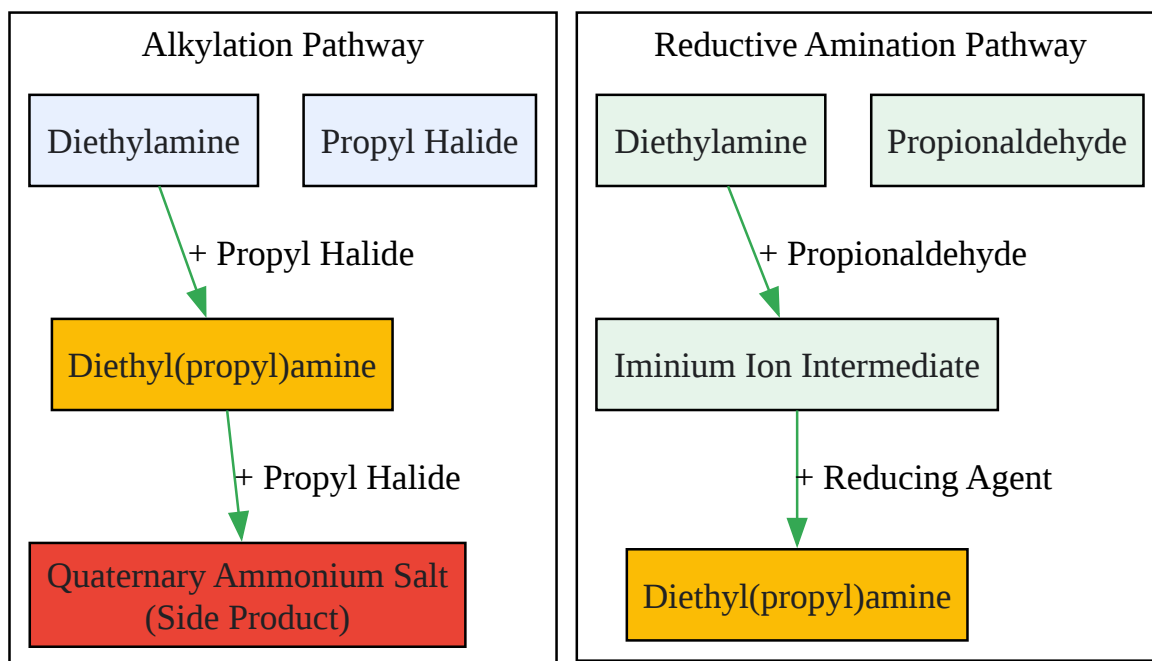 Alkylation Pathway
Diethylamine
Propyl Halide
+ Propyl Halide
Diethyl(propyl)amine
+ Propyl Halide
Quaternary Ammonium Salt
(Side Product)
Reductive Amination Pathway
Diethylamine
Propionaldehyde
+ Propionaldehyde
Iminium Ion Intermediate
+ Reducing Agent
Diethyl(propyl)amine